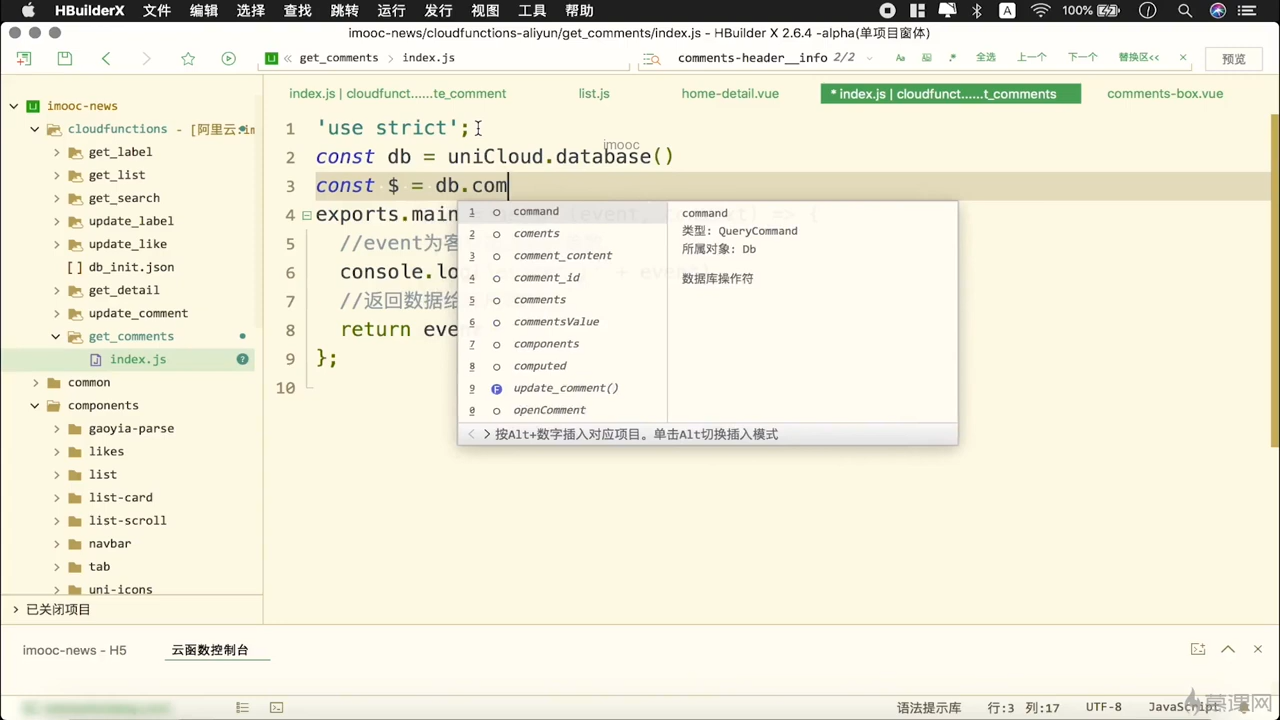 HBuilderX 文件 编辑 选择 查找 跳转 运行 发行 视图 工具 帮助 A 100%
imooc-news/cloudfunctions-aliyun/get_comments/index.js - HBuilder X 2.6.4 -alpha(单项目窗体)
get_comments index.js comments-header__info 2/2 Aa .* 全选 上一个 下一个 替换区<< 预览
index.js | cloudfunct......te_comment list.js home-detail.vue * index.js | cloudfunct......t_comments comments-box.vue
imooc-news
cloudfunctions - [阿里云:im
get_label
get_list
get_search
update_label
update_like
[] db_init.json
get_detail
update_comment
get_comments
index.js
common
components
gaoyia-parse
likes
list
list-card
list-scroll
navbar
tab
uni-icons
已关闭项目
1 'use strict';
imooc
2 const db = uniCloud.database()
3 const $ = db.com
4 exports.main
5 //event为客
6 console.lo
7 //返回数据给
8 return eve
9 };
10
1 command
2 coments
3 comment_content
4 comment_id
5 comments
6 commentsValue
7 components
8 computed
9 F update_comment()
0 openComment
command
类型: QueryCommand
所属对象: Db
数据库操作符
按Alt+数字插入对应项目。单击Alt切换插入模式
imooc-news - H5 云函数控制台
语法提示库 行:3 列:17 UTF-8 JavaScript
慕课网